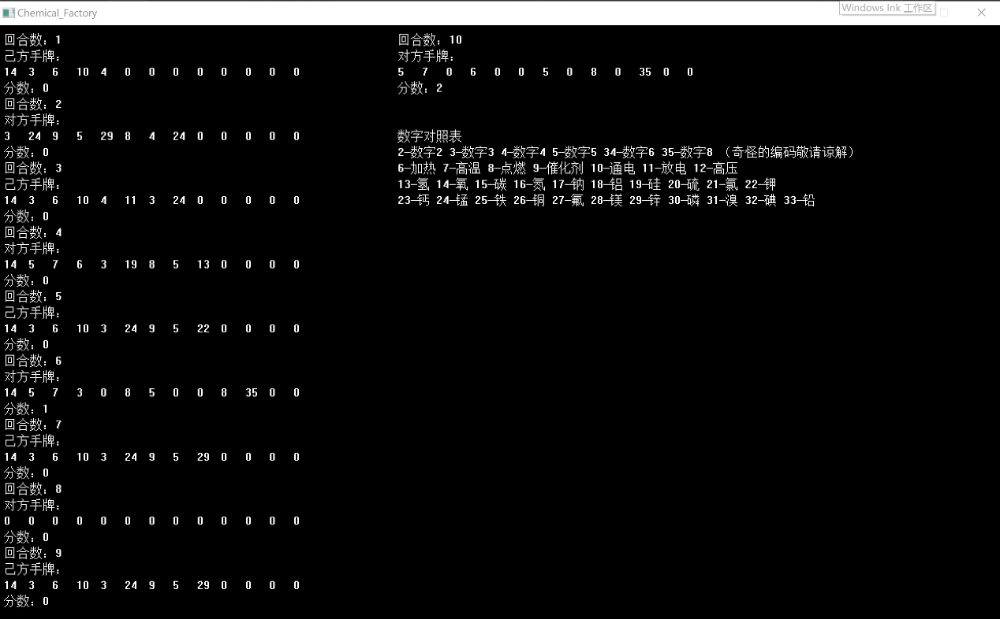 Chemical_Factory
Windows Ink 工作区
回合数：1
己方手牌：
14 3 6 10 4 0 0 0 0 0 0 0 0
分数：0
回合数：2
对方手牌：
3 24 9 5 29 8 4 24 0 0 0 0 0
分数：0
回合数：3
己方手牌：
14 3 6 10 4 11 3 24 0 0 0 0 0
分数：0
回合数：4
对方手牌：
14 5 7 6 3 19 8 5 13 0 0 0 0
分数：0
回合数：5
己方手牌：
14 3 6 10 3 24 9 5 22 0 0 0 0
分数：0
回合数：6
对方手牌：
14 5 7 3 0 8 5 0 0 8 35 0 0
分数：1
回合数：7
己方手牌：
14 3 6 10 3 24 9 5 29 0 0 0 0
分数：0
回合数：8
对方手牌：
0 0 0 0 0 0 0 0 0 0 0 0 0
分数：0
回合数：9
己方手牌：
14 3 6 10 3 24 9 5 29 0 0 0 0
分数：0
回合数：10
对方手牌：
5 7 0 6 0 0 5 0 8 0 35 0 0
分数：2
数字对照表
2—数字2 3—数字3 4—数字4 5—数字5 34—数字6 35—数字8 （奇怪的编码敬请谅解）
6—加热 7—高温 8—点燃 9—催化剂 10—通电 11—放电 12—高压
13—氢 14—氧 15—碳 16—氮 17—钠 18—铝 19—硅 20—硫 21—氯 22—钾
23—钙 24—锰 25—铁 26—铜 27—氟 28—镁 29—锌 30—磷 31—溴 32—碘 33—铅